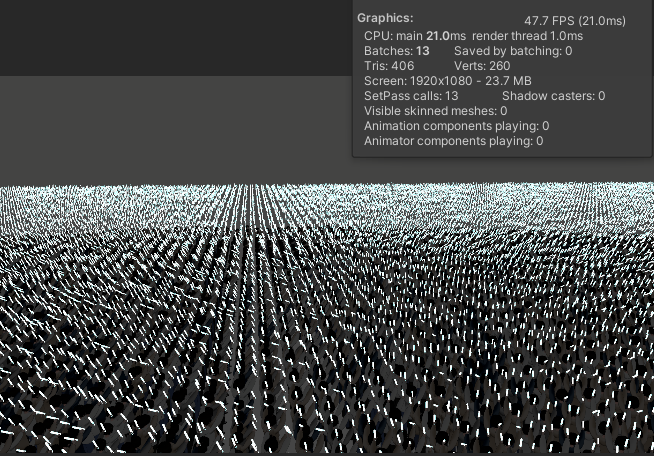 Graphics: 47.7 FPS (21.0ms)
CPU: main 21.0ms render thread 1.0ms
Batches: 13 Saved by batching: 0
Tris: 406 Verts: 260
Screen: 1920x1080 - 23.7 MB
SetPass calls: 13 Shadow casters: 0
Visible skinned meshes: 0
Animation components playing: 0
Animator components playing: 0